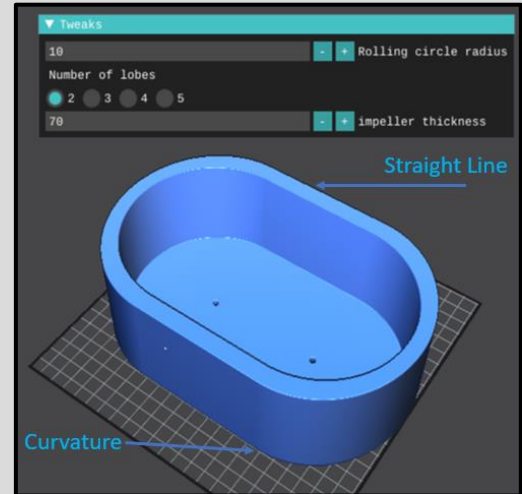 ▼ Tweaks
10 - + Rolling circle radius
Number of lobes
2 3 4 5
70 - + impeller thickness
Straight Line
Curvature